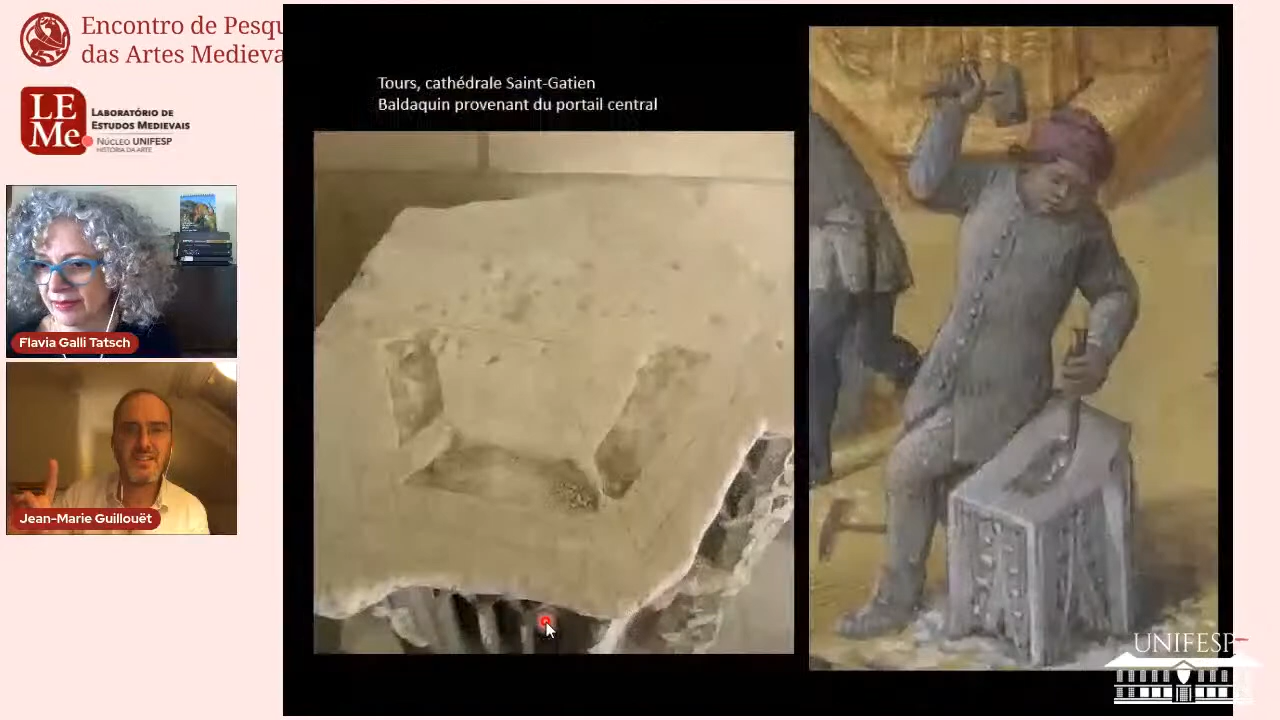 Encontro de Pesqu
das Artes Medieva
LE
Me
LABORATÓRIO DE
ESTUDOS MEDIEVAIS
NÚCLEO UNIFESP
HISTÓRIA DA ARTE
Tours, cathédrale Saint-Gatien
Baldaquin provenant du portail central
Flavia Galli Tatsch
Jean-Marie Guillouët
UNIFESP